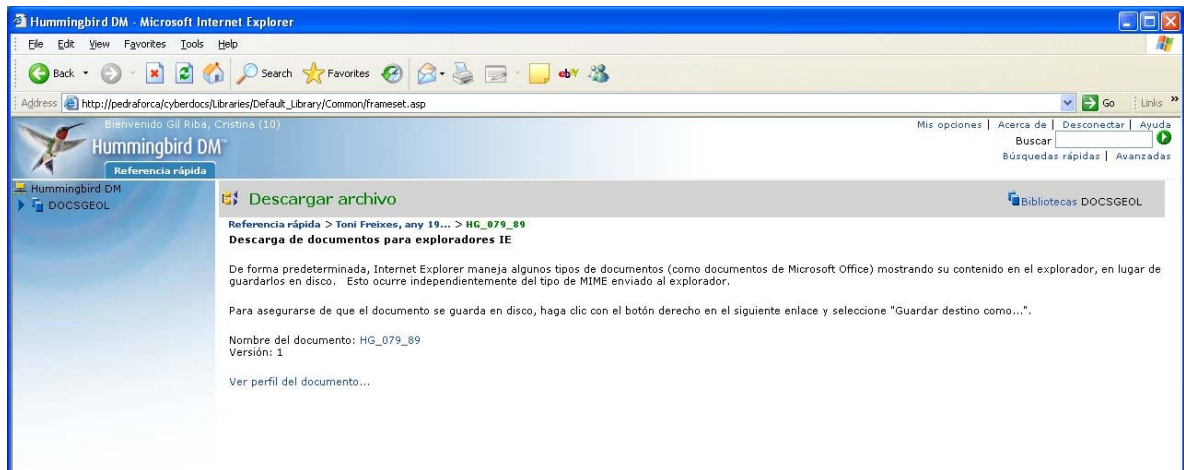 Hummingbird DM - Microsoft Internet Explorer
File Edit View Favorites Tools Help
Back Search Favorites ebY
Address http://pedraforca/cyberdocs/Libraries/Default_Library/Common/frameset.asp Go Links »
Bienvenido Gil Riba, Cristina (10) Mis opciones | Acerca de | Desconectar | Ayuda
Hummingbird DM™ Buscar
Búsquedas rápidas | Avanzadas
Referencia rápida
Hummingbird DM
DOCSGEOL
Descargar archivo Bibliotecas DOCSGEOL
Referencia rápida > Toni Freixes, any 19... > HG_079_89
Descarga de documentos para exploradores IE
De forma predeterminada, Internet Explorer maneja algunos tipos de documentos (como documentos de Microsoft Office) mostrando su contenido en el explorador, en lugar de
guardarlos en disco. Esto ocurre independientemente del tipo de MIME enviado al explorador.
Para asegurarse de que el documento se guarda en disco, haga clic con el botón derecho en el siguiente enlace y seleccione "Guardar destino como...".
Nombre del documento: HG_079_89
Versión: 1
Ver perfil del documento...